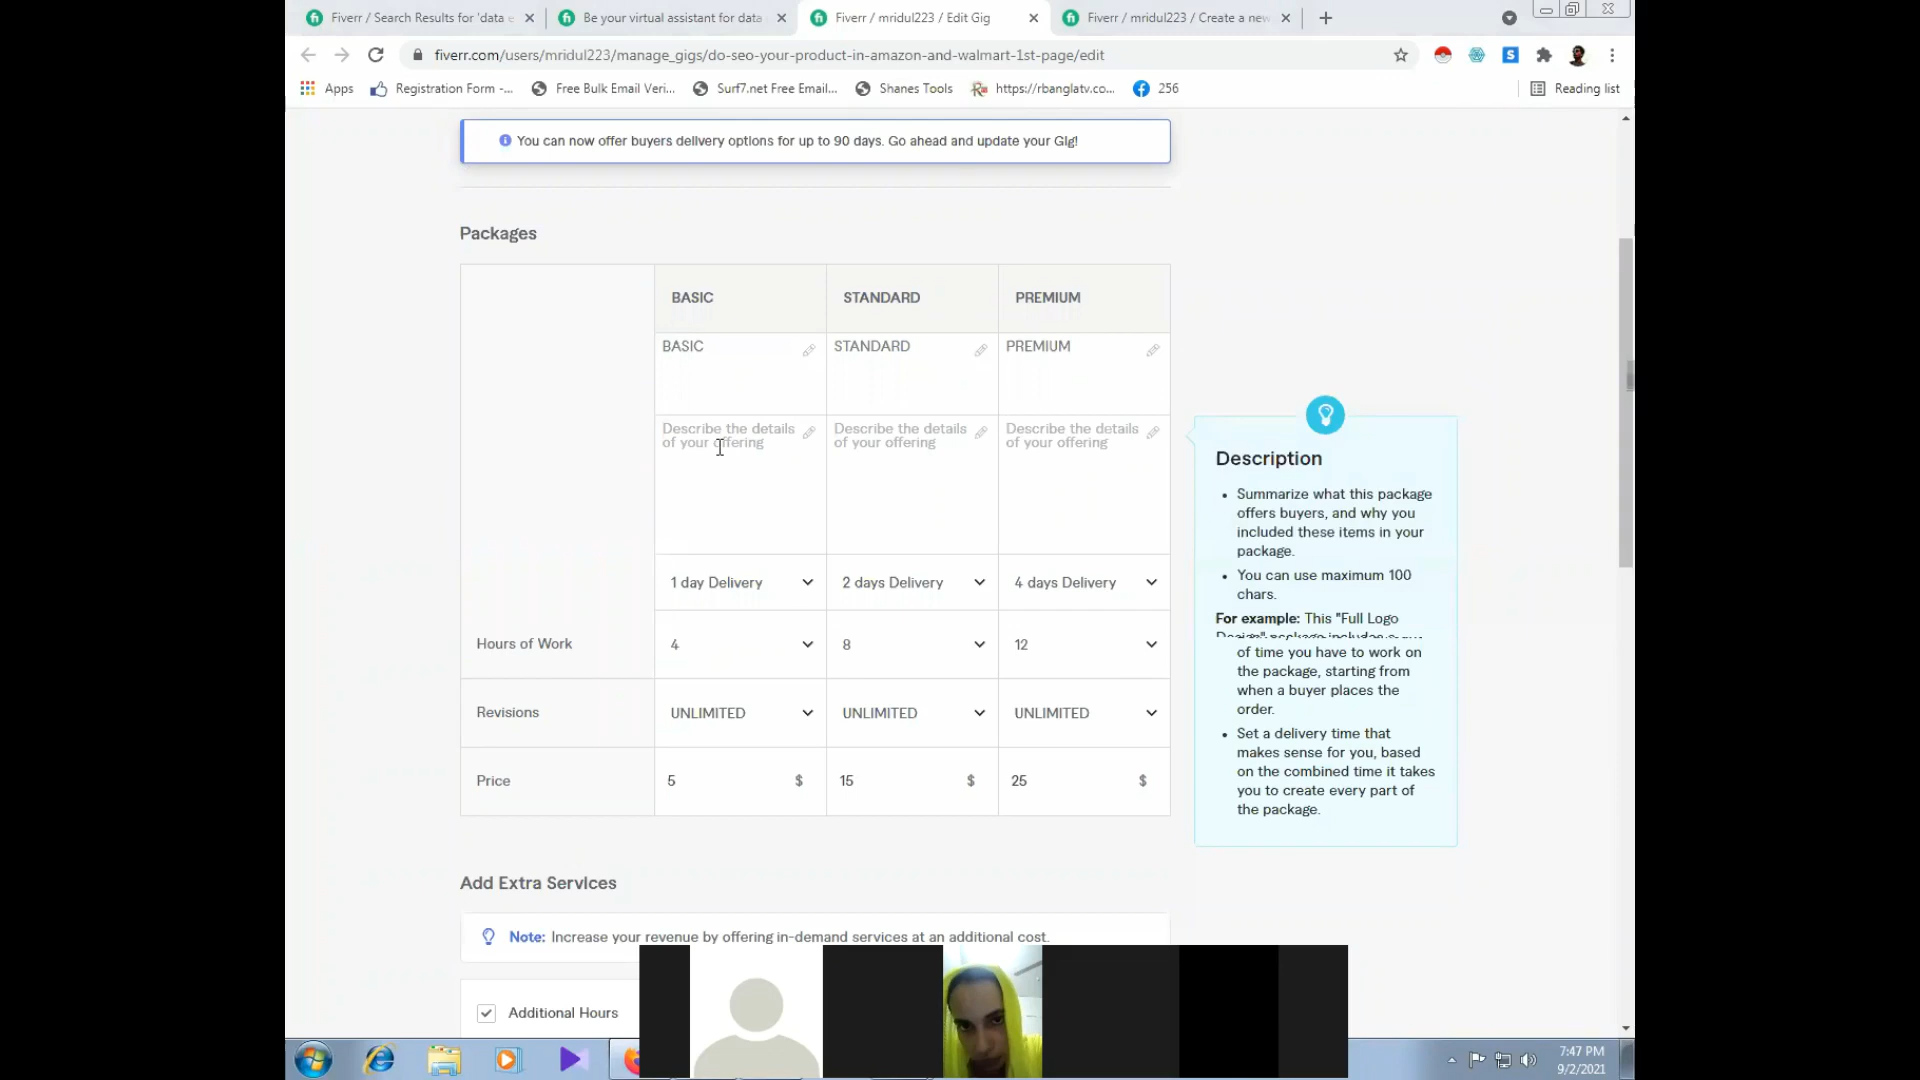 Fiverr / Search Results for 'data e
Be your virtual assistant for data
Fiverr / mridul223 / Edit Gig
Fiverr / mridul223 / Create a new
fiverr.com/users/mridul223/manage_gigs/do-seo-your-product-in-amazon-and-walmart-1st-page/edit
Apps
Registration Form -...
Free Bulk Email Veri...
Surf7.net Free Email...
Shanes Tools
https://rbanglatv.co...
256
Reading list
You can now offer buyers delivery options for up to 90 days. Go ahead and update your Gig!
Packages
BASIC STANDARD PREMIUM
BASIC STANDARD PREMIUM
Describe the details
of your offering
Describe the details
of your offering
Describe the details
of your offering
1 day Delivery 2 days Delivery 4 days Delivery
Hours of Work 4 8 12
Revisions UNLIMITED UNLIMITED UNLIMITED
Price 5 $ 15 $ 25 $
Description
• Summarize what this package
offers buyers, and why you
included these items in your
package.
• You can use maximum 100
chars.
For example: This "Full Logo
of time you have to work on
the package, starting from
when a buyer places the
order.
• Set a delivery time that
makes sense for you, based
on the combined time it takes
you to create every part of
the package.
Add Extra Services
Note: Increase your revenue by offering in-demand services at an additional cost.
Additional Hours
7:47 PM
9/2/2021